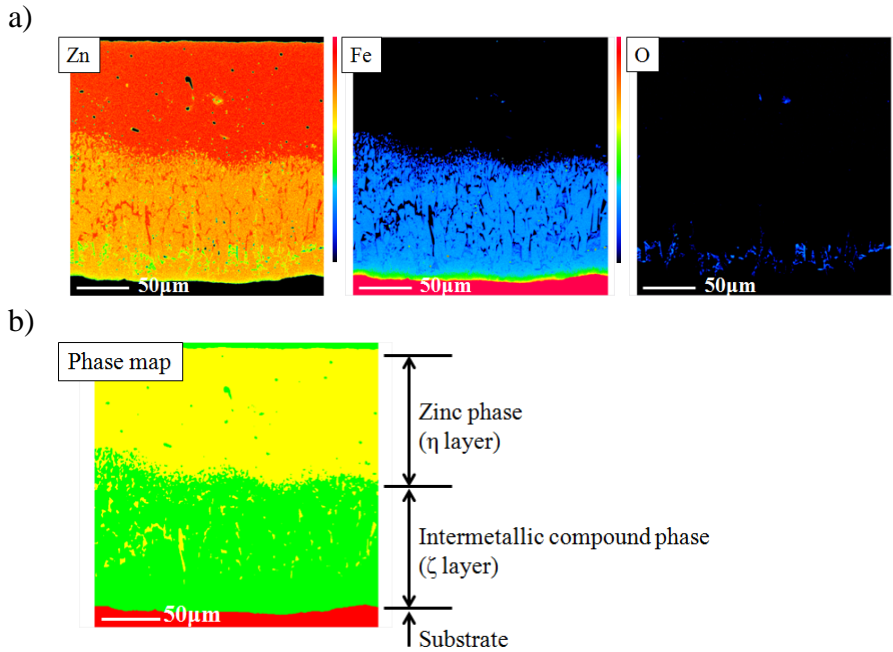 a)
Zn
Fe
O
50μm
50μm
50μm
b)
Phase map
Zinc phase
(η layer)
Intermetallic compound phase
(ζ layer)
50μm
Substrate